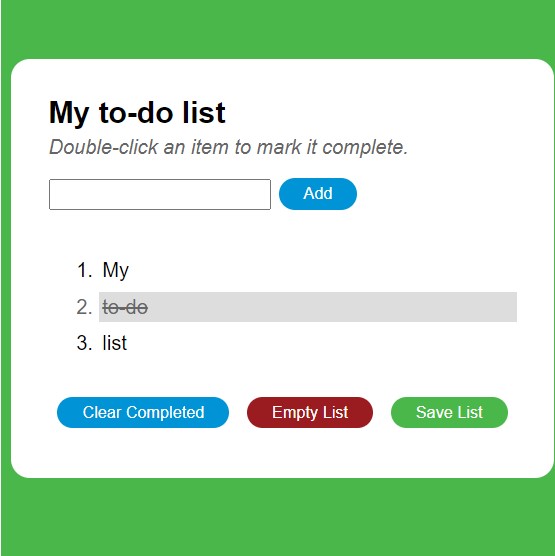 My to-do list
Double-click an item to mark it complete.
Add
1. My
2. to-do
3. list
Clear Completed Empty List Save List